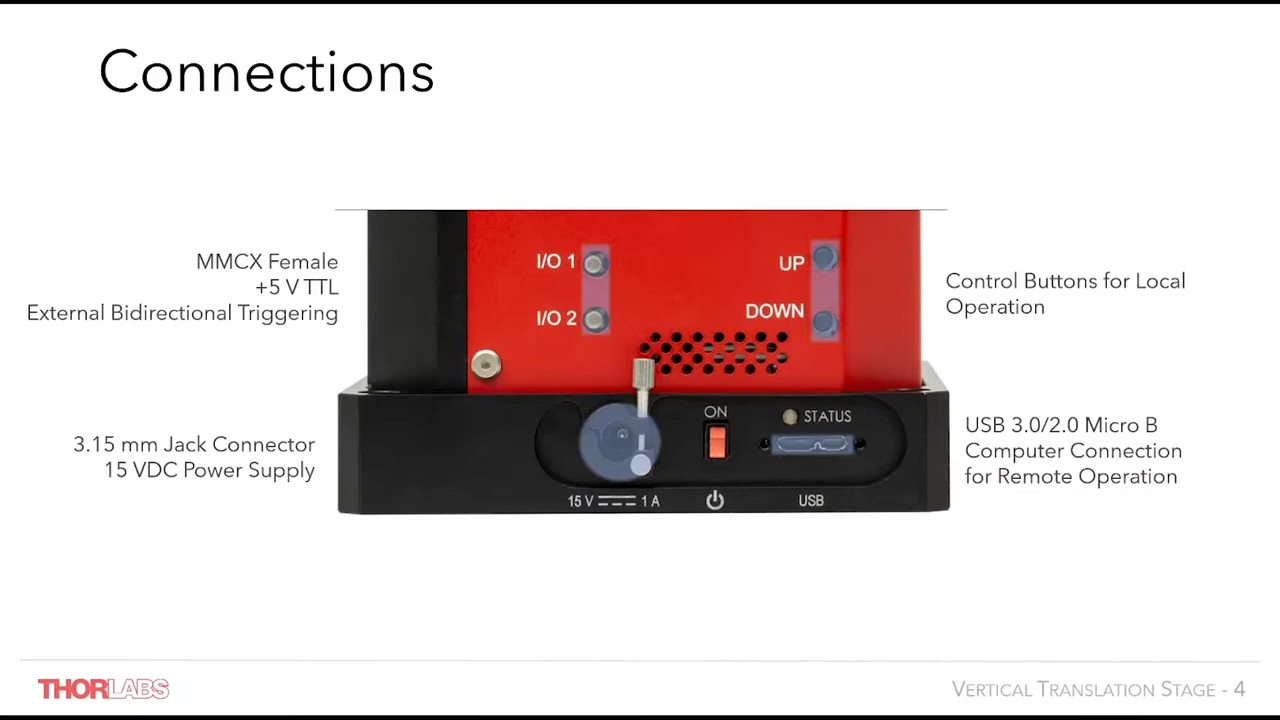 Connections
MMCX Female
+5 V TTL
External Bidirectional Triggering
I/O 1
I/O 2
UP
DOWN
Control Buttons for Local
Operation
3.15 mm Jack Connector
15 VDC Power Supply
ON
STATUS
15 V
1 A
USB
USB 3.0/2.0 Micro B
Computer Connection
for Remote Operation
THORLABS
VERTICAL TRANSLATION STAGE - 4